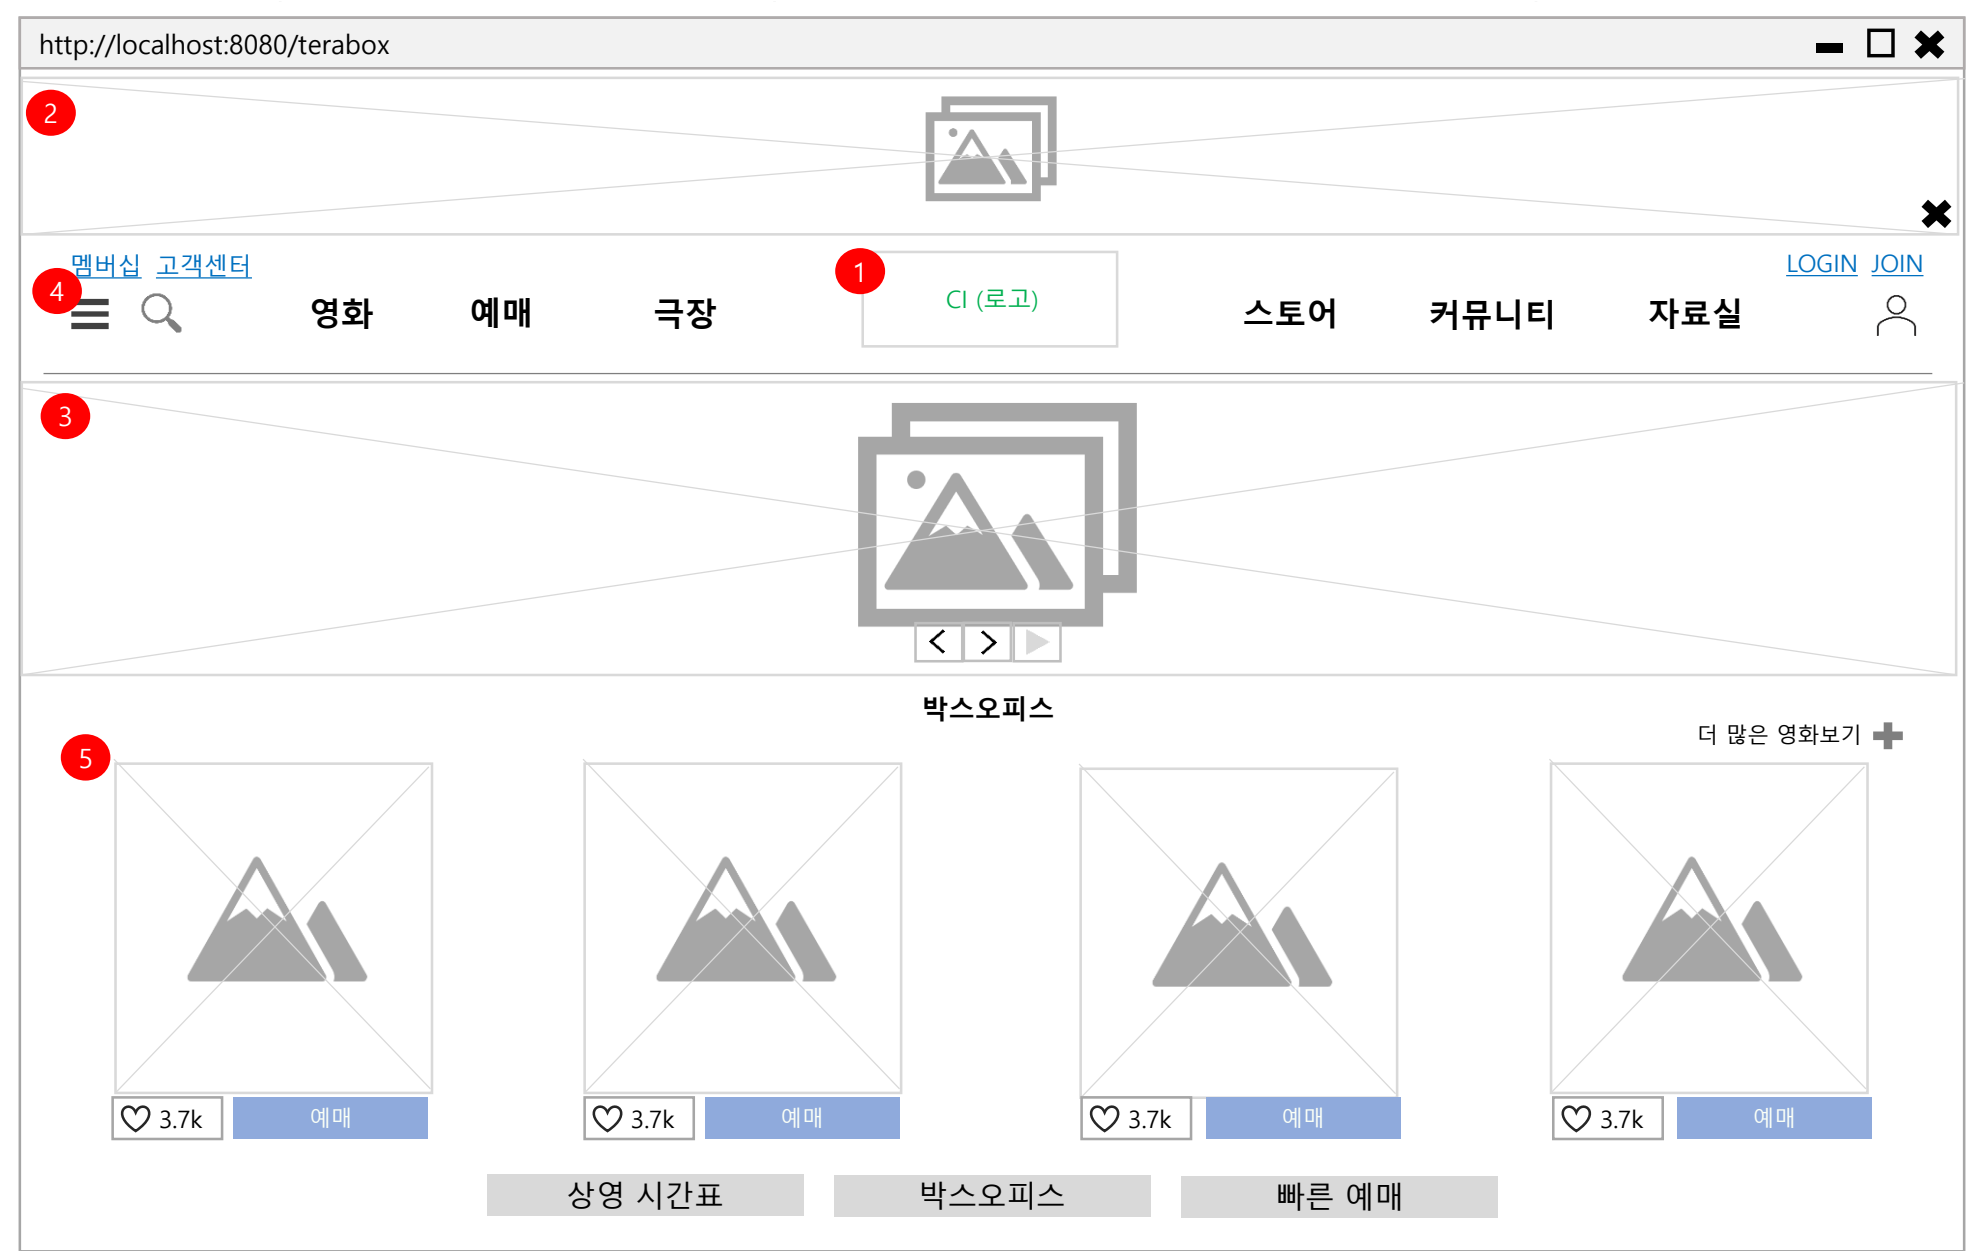 http://localhost:8080/terabox
2
멤버십 고객센터
1
LOGIN JOIN
4
CI (로고)
영화 예매 극장 스토어 커뮤니티 자료실
3
박스오피스
더 많은 영화보기
5
3.7k 예매 3.7k 예매 3.7k 예매 3.7k 예매
상영 시간표 박스오피스 빠른 예매